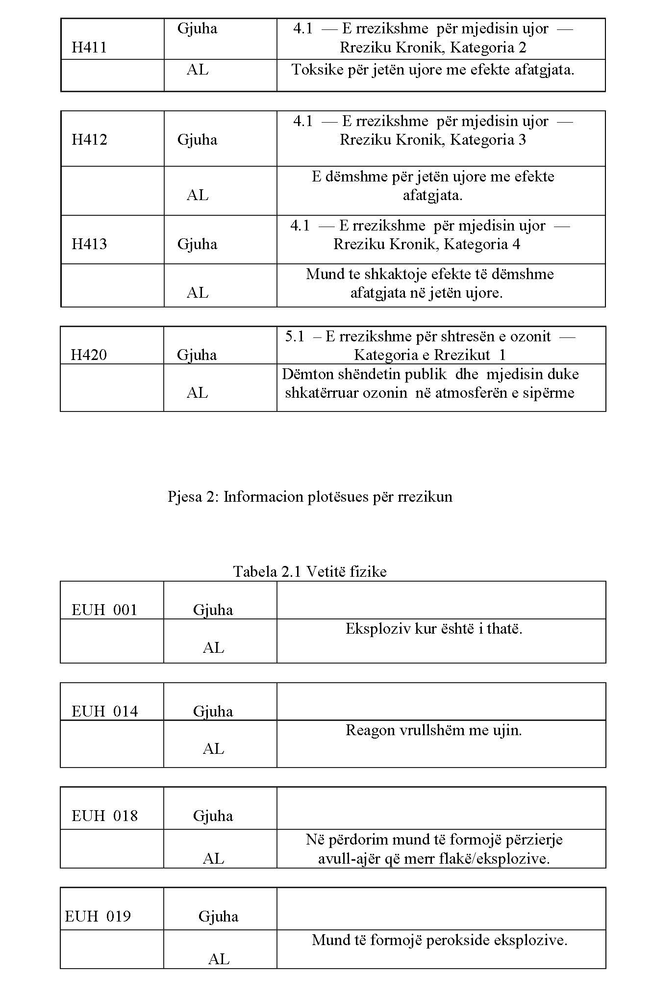 H411 Gjuha 4.1 — E rrezikshme për mjedisin ujor —
Rreziku Kronik, Kategoria 2
AL Toksike për jetën ujore me efekte afatgjata.
H412 Gjuha 4.1 — E rrezikshme për mjedisin ujor —
Rreziku Kronik, Kategoria 3
AL E dëmshme për jetën ujore me efekte
afatgjata.
H413 Gjuha 4.1 — E rrezikshme për mjedisin ujor —
Rreziku Kronik, Kategoria 4
AL Mund te shkaktoje efekte të dëmshme
afatgjata në jetën ujore.
H420 Gjuha 5.1 – E rrezikshme për shtresën e ozonit —
Kategoria e Rrezikut 1
AL Dëmton shëndetin publik dhe mjedisin duke
shkatërruar ozonin në atmosferën e sipërme
Pjesa 2: Informacion plotësues për rrezikun
Tabela 2.1 Vetitë fizike
EUH 001 Gjuha
AL Eksploziv kur është i thatë.
EUH 014 Gjuha
AL Reagon vrullshëm me ujin.
EUH 018 Gjuha
AL Në përdorim mund të formojë përzierje
avull-ajër që merr flakë/eksplozive.
EUH 019 Gjuha
AL Mund të formojë perokside eksplozive.